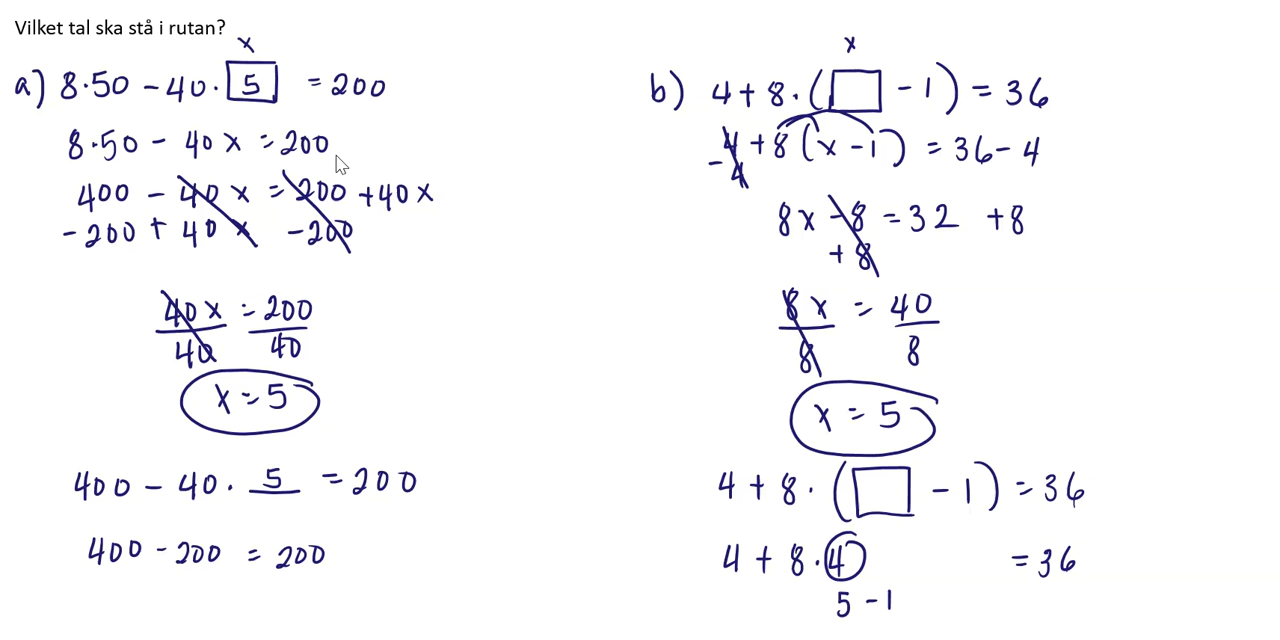 Vilket tal ska stå i rutan?
x
a) 8·50 - 40· 5 = 200
8·50 - 40x = 200
400 - 40x = 200 + 40x
-200 + 40x -200
40x = 200
40 40
x = 5
400 - 40· 5 = 200
400 - 200 = 200
x
b) 4 + 8·( - 1) = 36
4 + 8(x - 1) = 36 - 4
-4
8x - 8 = 32 + 8
+ 8
8x = 40
8 8
x = 5
4 + 8·( - 1) = 36
4 + 8·4 = 36
5 - 1